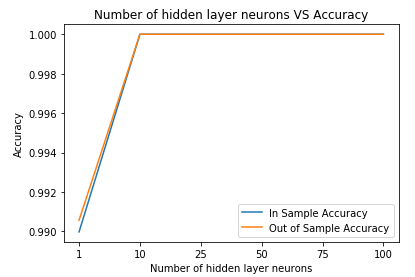 Number of hidden layer neurons VS Accuracy
Accuracy
1.000
0.998
0.996
0.994
0.992
0.990
In Sample Accuracy
Out of Sample Accuracy
1 10 25 50 75 100
Number of hidden layer neurons